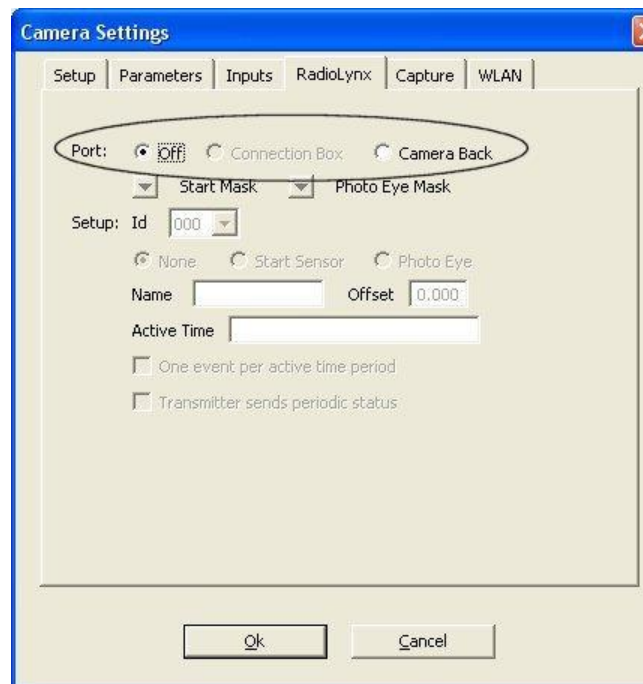 Camera Settings
Setup Parameters Inputs RadioLynx Capture WLAN
Port: Off Connection Box Camera Back
Start Mask Photo Eye Mask
Setup: Id 000
None Start Sensor Photo Eye
Name Offset 0.000
Active Time
One event per active time period
Transmitter sends periodic status
Ok Cancel